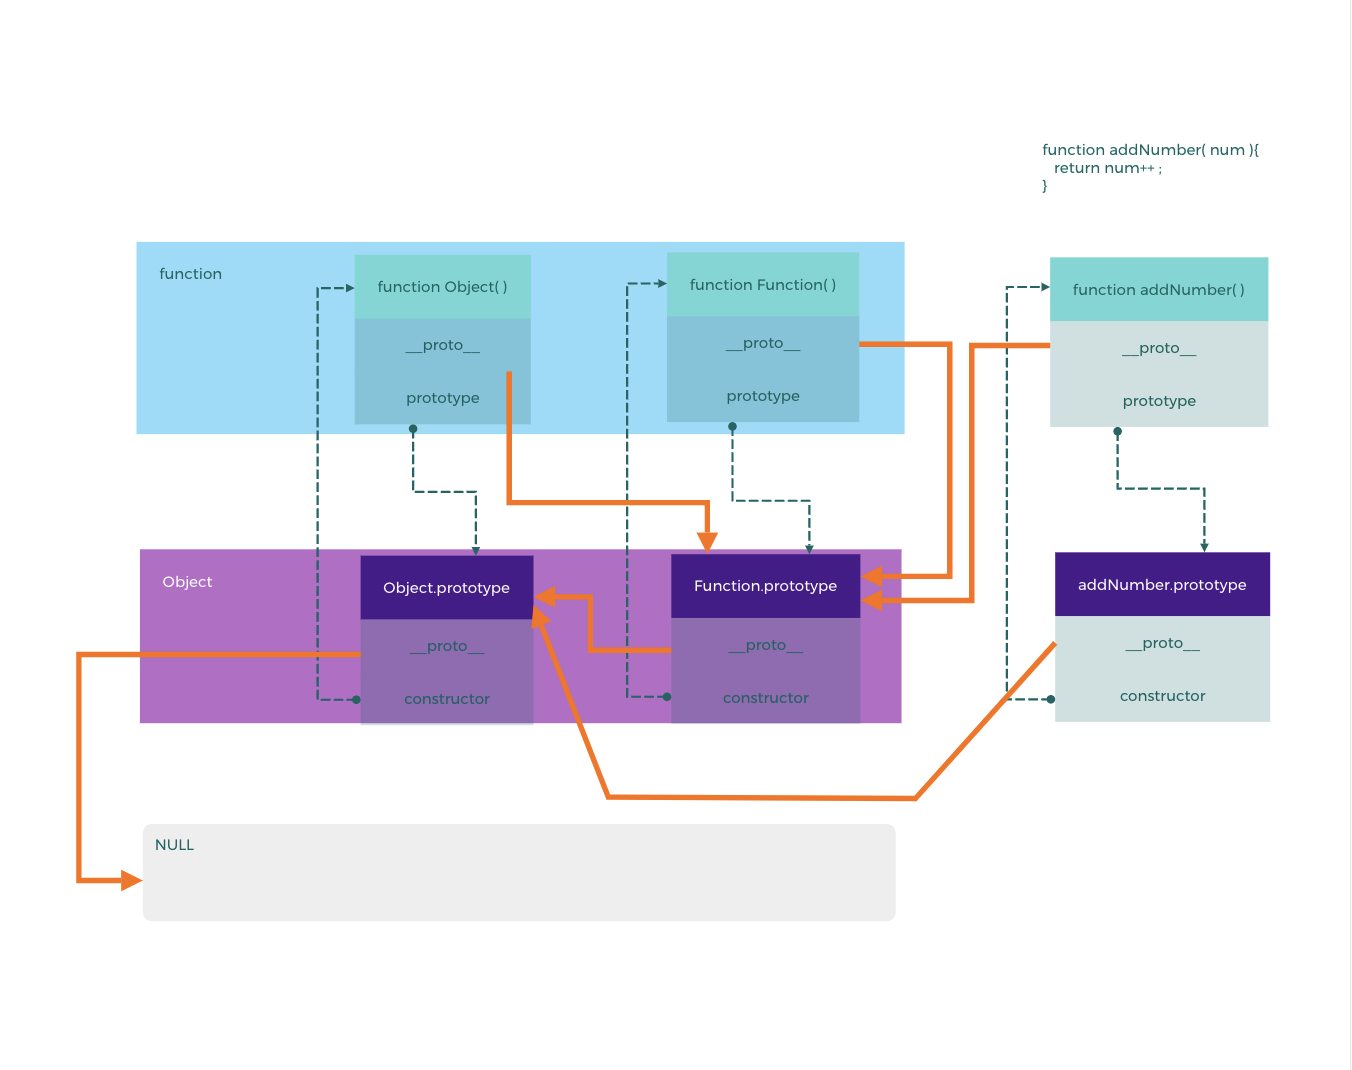 function addNumber( num ){
return num++ ;
}
function
function Object( )
__proto__
prototype
function Function( )
__proto__
prototype
function addNumber( )
__proto__
prototype
Object
Object.prototype
__proto__
constructor
Function.prototype
__proto__
constructor
addNumber.prototype
__proto__
constructor
NULL